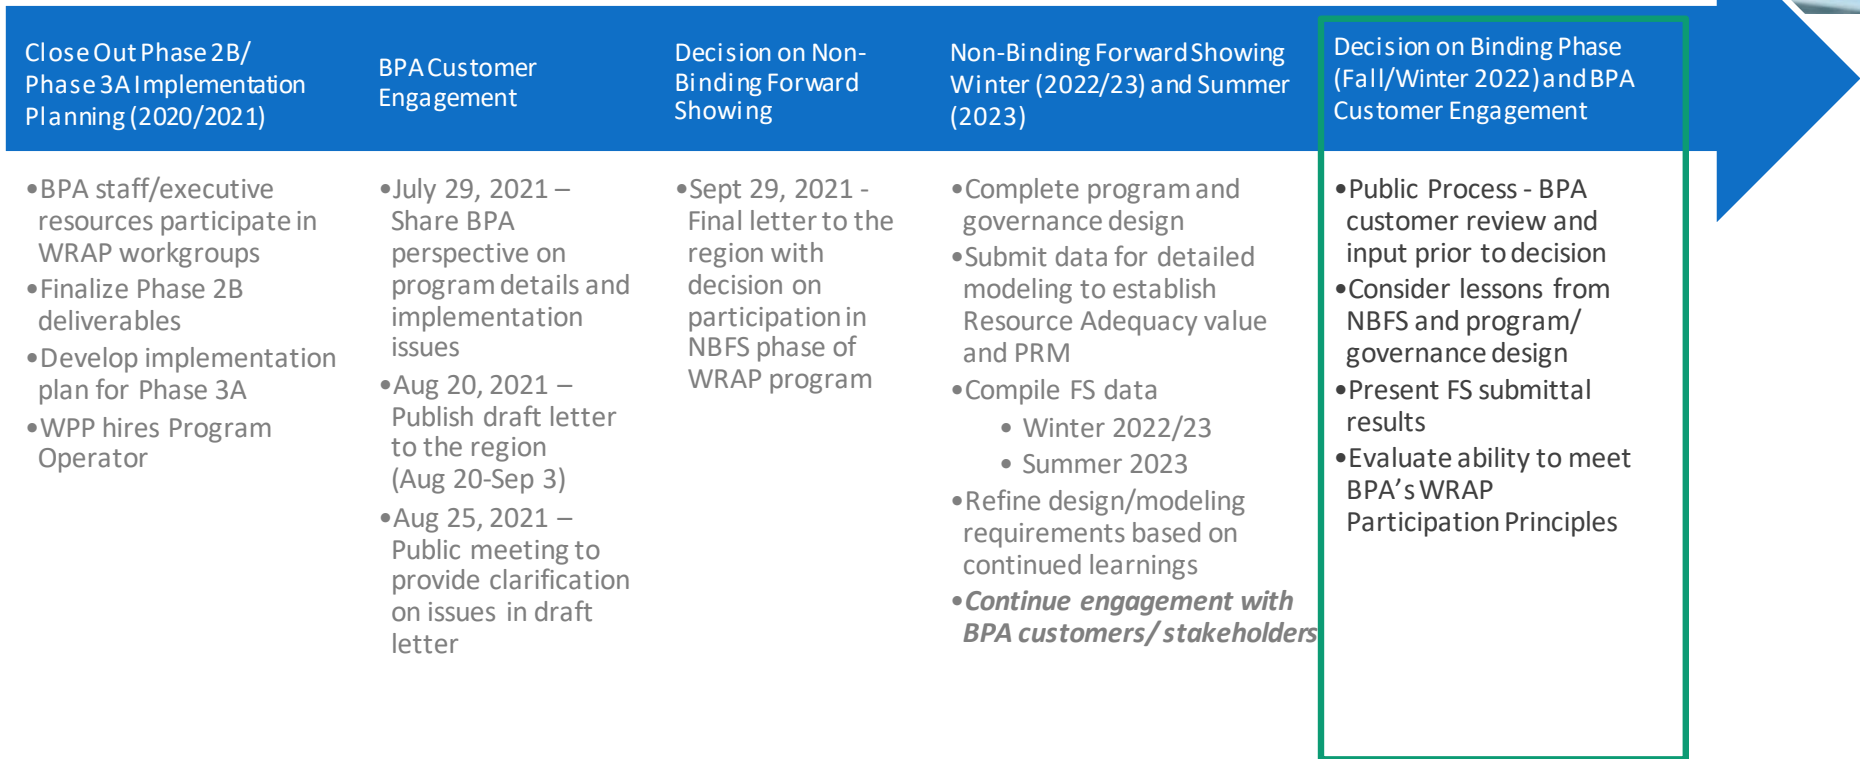 Close Out Phase 2B/
Phase 3A Implementation
Planning (2020/2021)
•BPA staff/executive
resources participate in
WRAP workgroups
•Finalize Phase 2B
deliverables
•Develop implementation
plan for Phase 3A
•WPP hires Program
Operator
BPA Customer
Engagement
•July 29, 2021 –
Share BPA
perspective on
program details and
implementation
issues
•Aug 20, 2021 –
Publish draft letter
to the region
(Aug 20-Sep 3)
•Aug 25, 2021 –
Public meeting to
provide clarification
on issues in draft
letter
Decision on Non-
Binding Forward
Showing
•Sept 29, 2021 -
Final letter to the
region with
decision on
participation in
NBFS phase of
WRAP program
Non-Binding Forward Showing
Winter (2022/23) and Summer
(2023)
•Complete program and
governance design
•Submit data for detailed
modeling to establish
Resource Adequacy value
and PRM
•Compile FS data
• Winter 2022/23
• Summer 2023
•Refine design/modeling
requirements based on
continued learnings
•Continue engagement with
BPA customers/ stakeholders
Decision on Binding Phase
(Fall/Winter 2022) and BPA
Customer Engagement
•Public Process - BPA
customer review and
input prior to decision
•Consider lessons from
NBFS and program/
governance design
•Present FS submittal
results
•Evaluate ability to meet
BPA's WRAP
Participation Principles